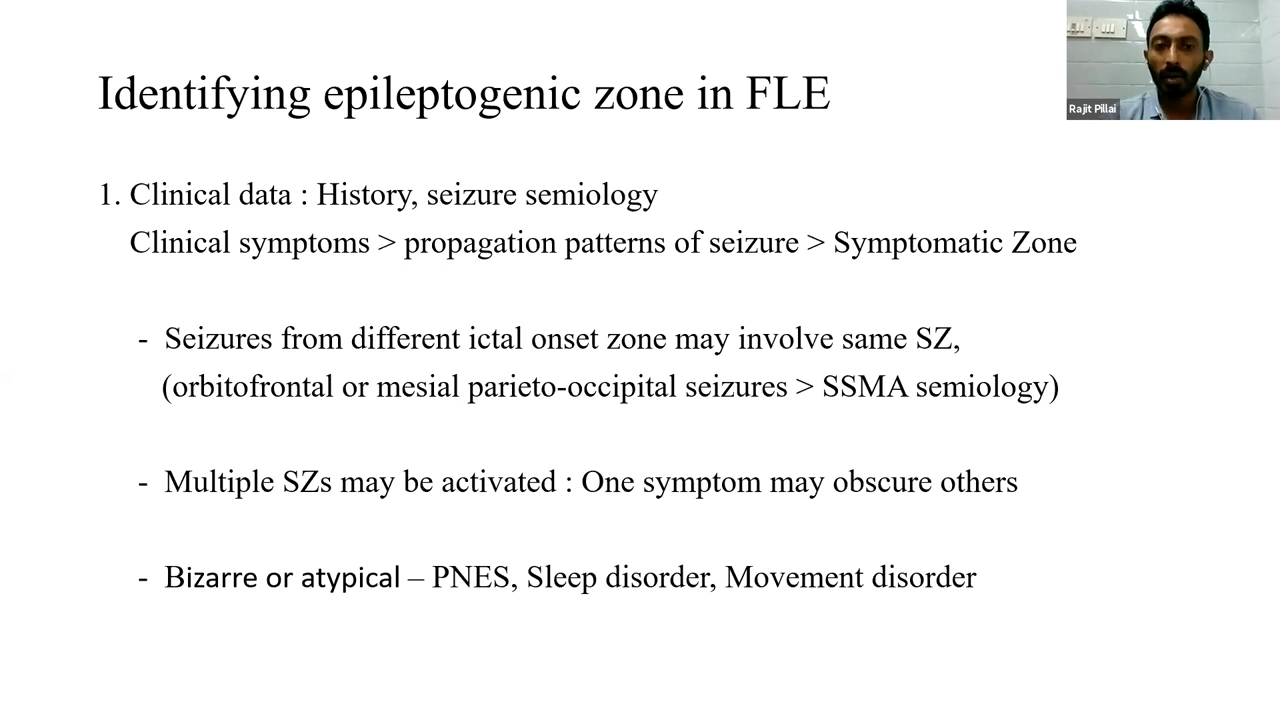 Identifying epileptogenic zone in FLE
Rajit Pillai
1. Clinical data : History, seizure semiology
Clinical symptoms > propagation patterns of seizure > Symptomatic Zone
- Seizures from different ictal onset zone may involve same SZ,
(orbitofrontal or mesial parieto-occipital seizures > SSMA semiology)
- Multiple SZs may be activated : One symptom may obscure others
- Bizarre or atypical – PNES, Sleep disorder, Movement disorder